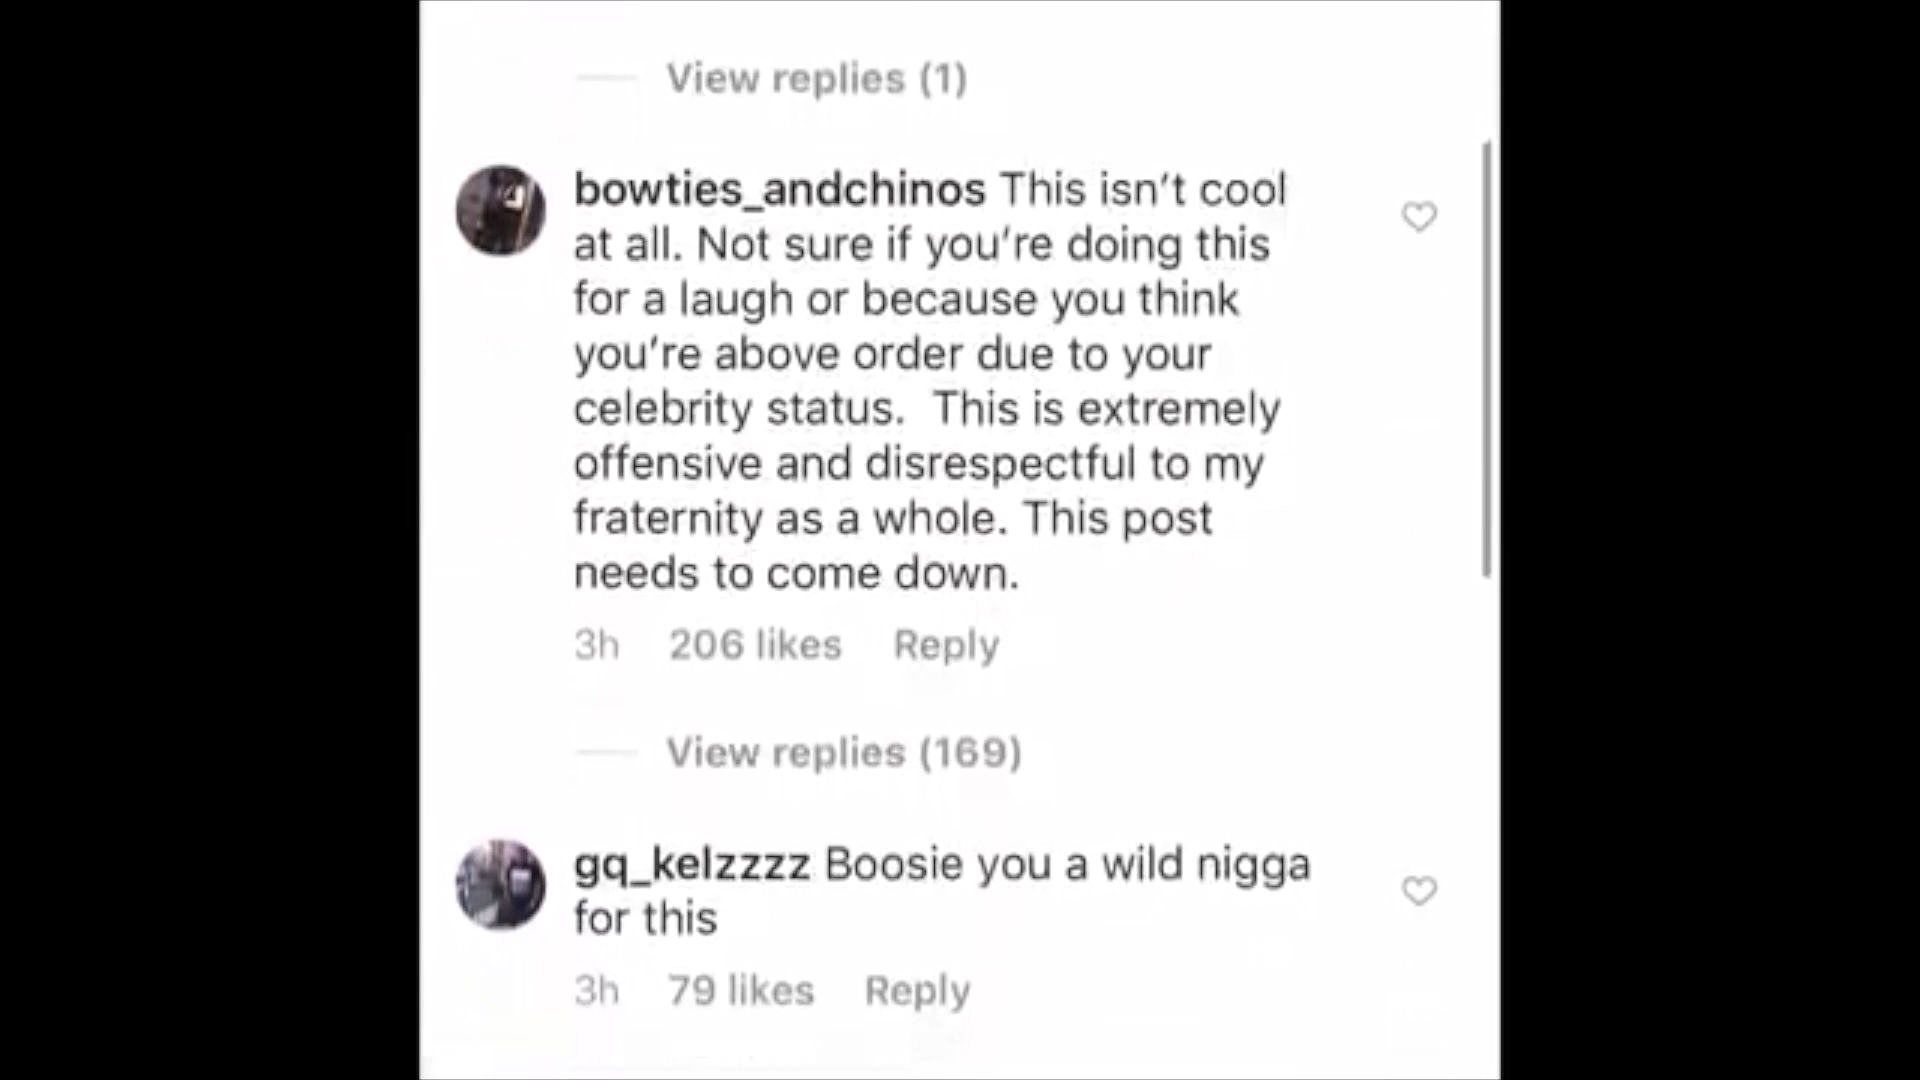 View replies (1)
bowties_andchinos This isn't cool
at all. Not sure if you're doing this
for a laugh or because you think
you're above order due to your
celebrity status.  This is extremely
offensive and disrespectful to my
fraternity as a whole. This post
needs to come down.
3h 206 likes Reply
View replies (169)
gq_kelzzzz Boosie you a wild nigga
for this
3h 79 likes Reply